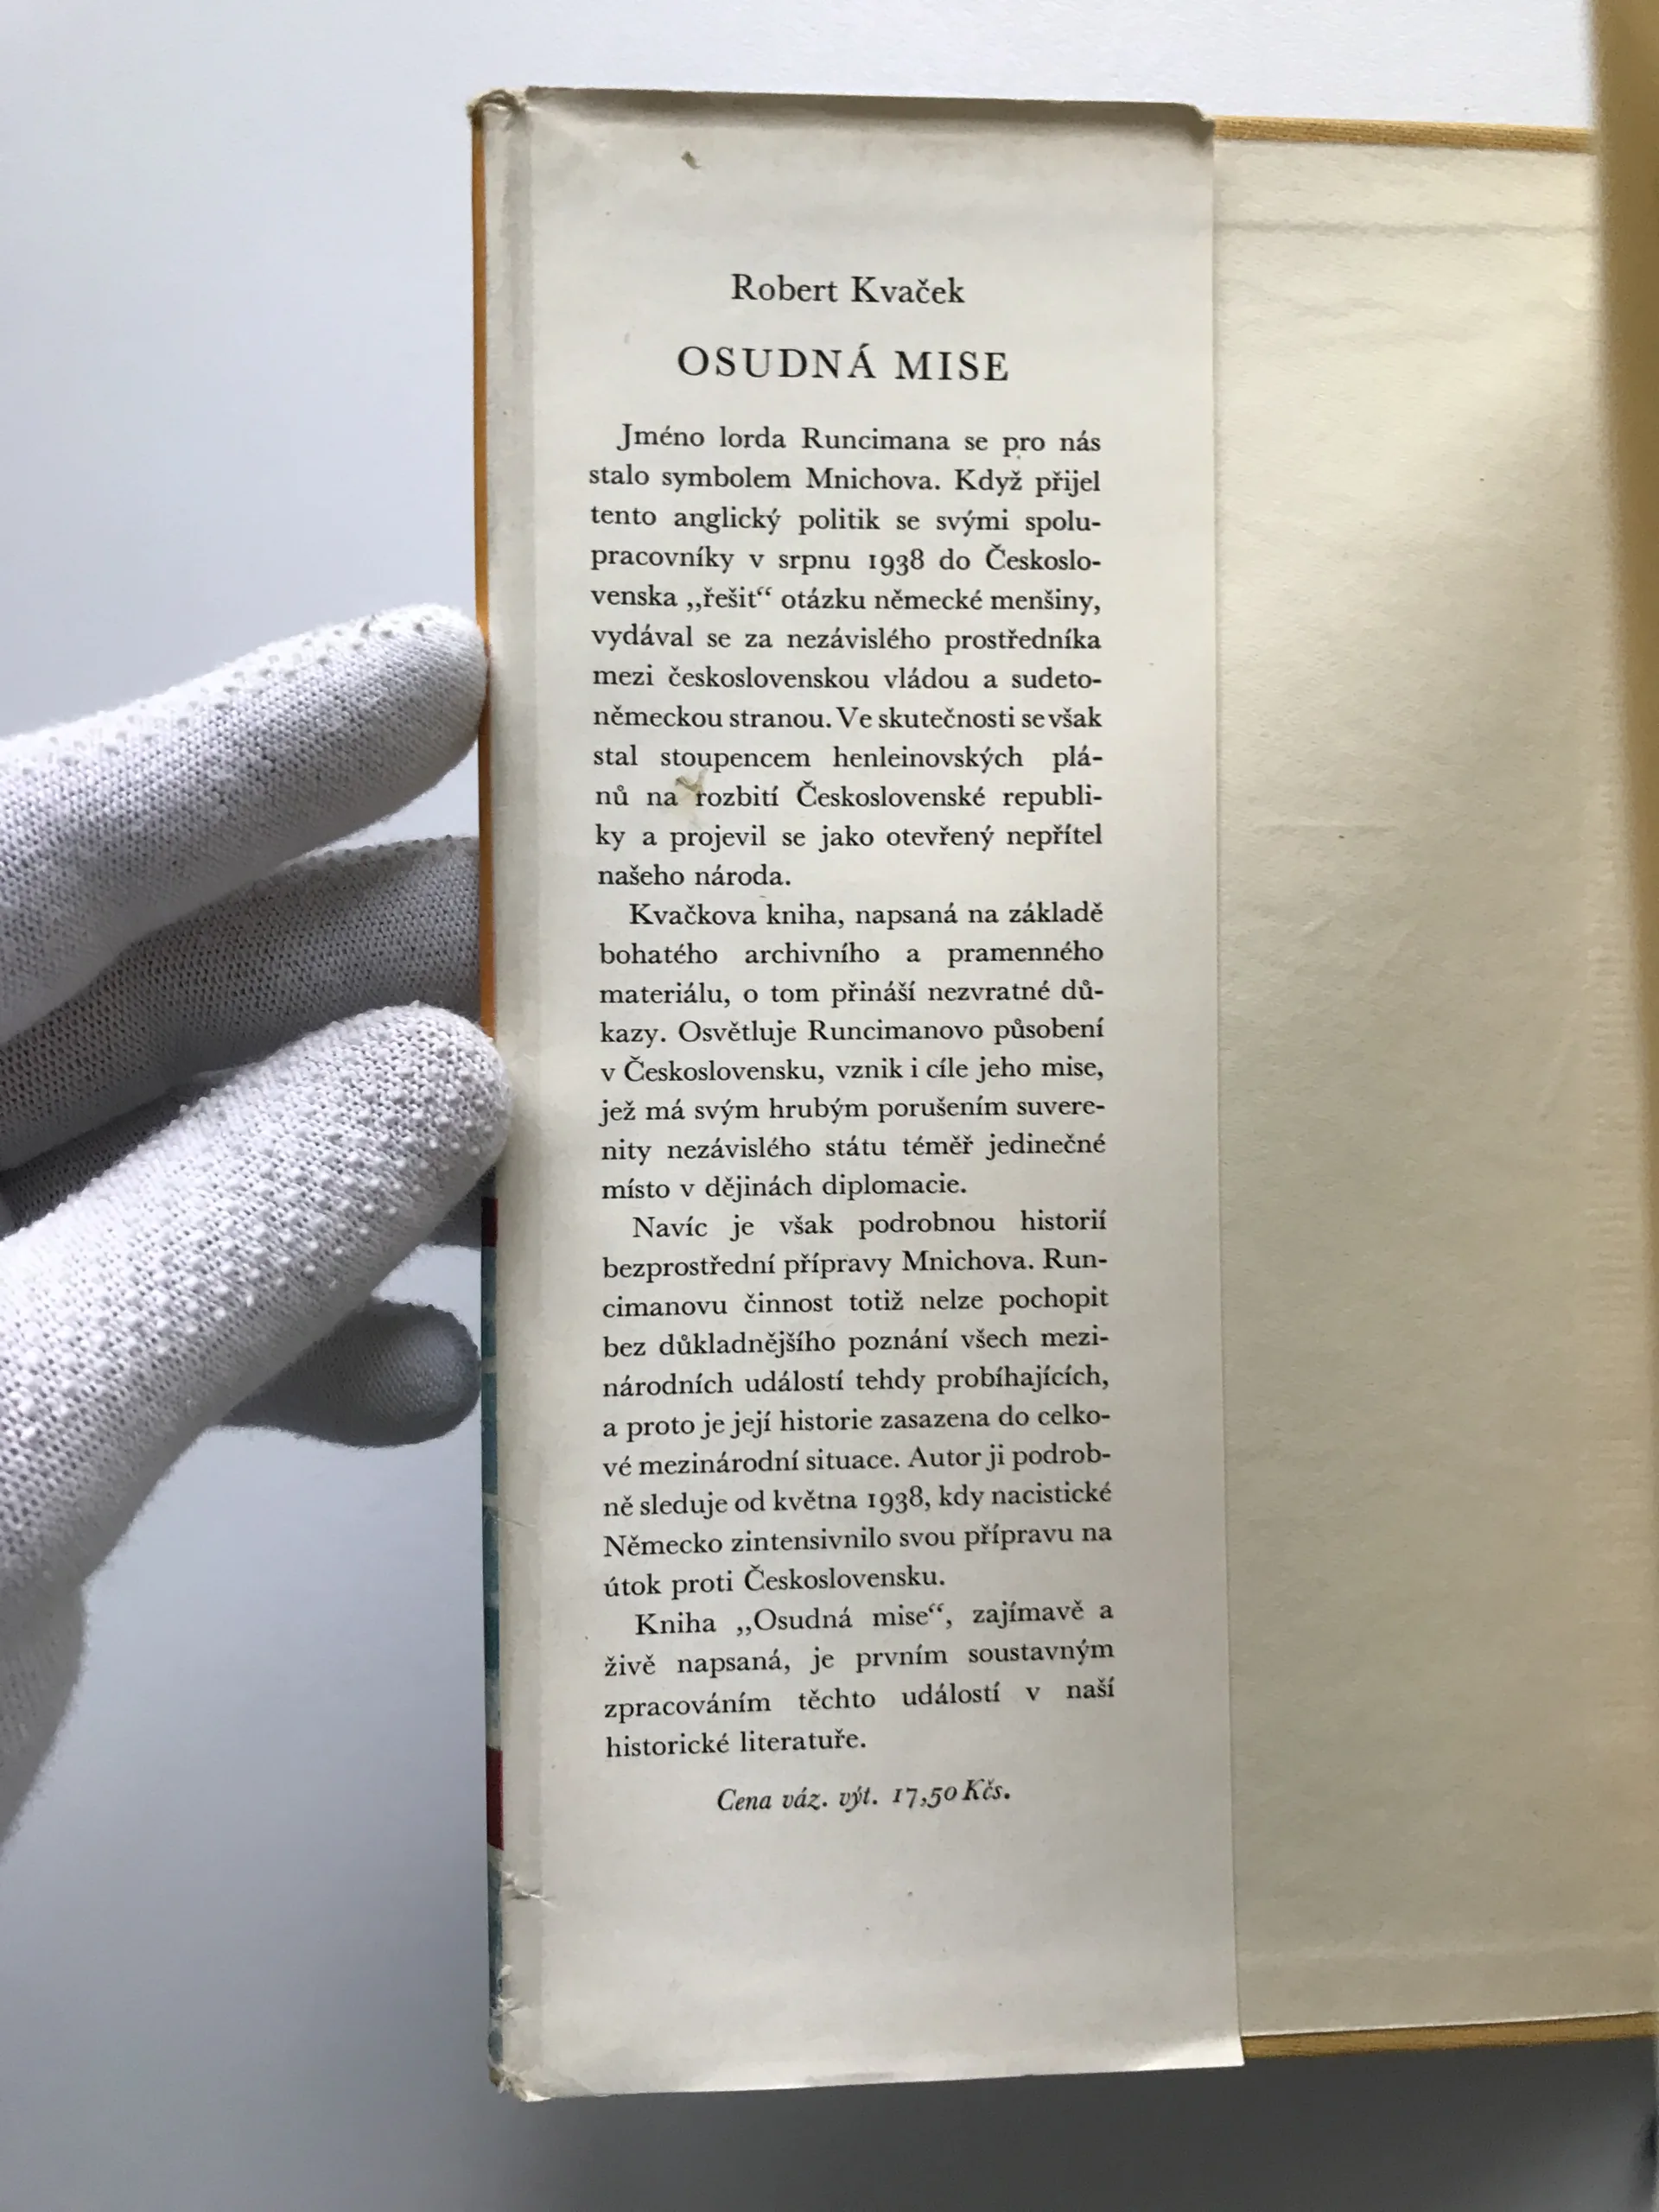 Robert Kvaček
OSUDNÁ MISE
Jméno lorda Runcimana se pro nás
stalo symbolem Mnichova. Když přijel
tento anglický politik se svými spolu-
pracovníky v srpnu 1938 do Českoslo-
venska „řešit“ otázku německé menšiny,
vydával se za nezávislého prostředníka
mezi československou vládou a sudeto-
německou stranou. Ve skutečnosti se však
stal stoupencem henleinovských plá-
nů na rozbití Československé republi-
ky a projevil se jako otevřený nepřítel
našeho národa.
Kvačkova kniha, napsaná na základě
bohatého archivního a pramenného
materiálu, o tom přináší nezvratné dů-
kazy. Osvětluje Runcimanovo působení
v Československu, vznik i cíle jeho mise,
jež má svým hrubým porušením suvere-
nity nezávislého státu téměř jedinečné
místo v dějinách diplomacie.
Navíc je však podrobnou historií
bezprostřední přípravy Mnichova. Run-
cimanovu činnost totiž nelze pochopit
bez důkladnějšího poznání všech mezi-
národních událostí tehdy probíhajících,
a proto je její historie zasazena do celko-
vé mezinárodní situace. Autor ji podrob-
ně sleduje od května 1938, kdy nacistické
Německo zintensivnilo svou přípravu na
útok proti Československu.
Kniha „Osudná mise“, zajímavě a
živě napsaná, je prvním soustavným
zpracováním těchto událostí v naší
historické literatuře.
Cena váz. výt. 17,50 Kčs.